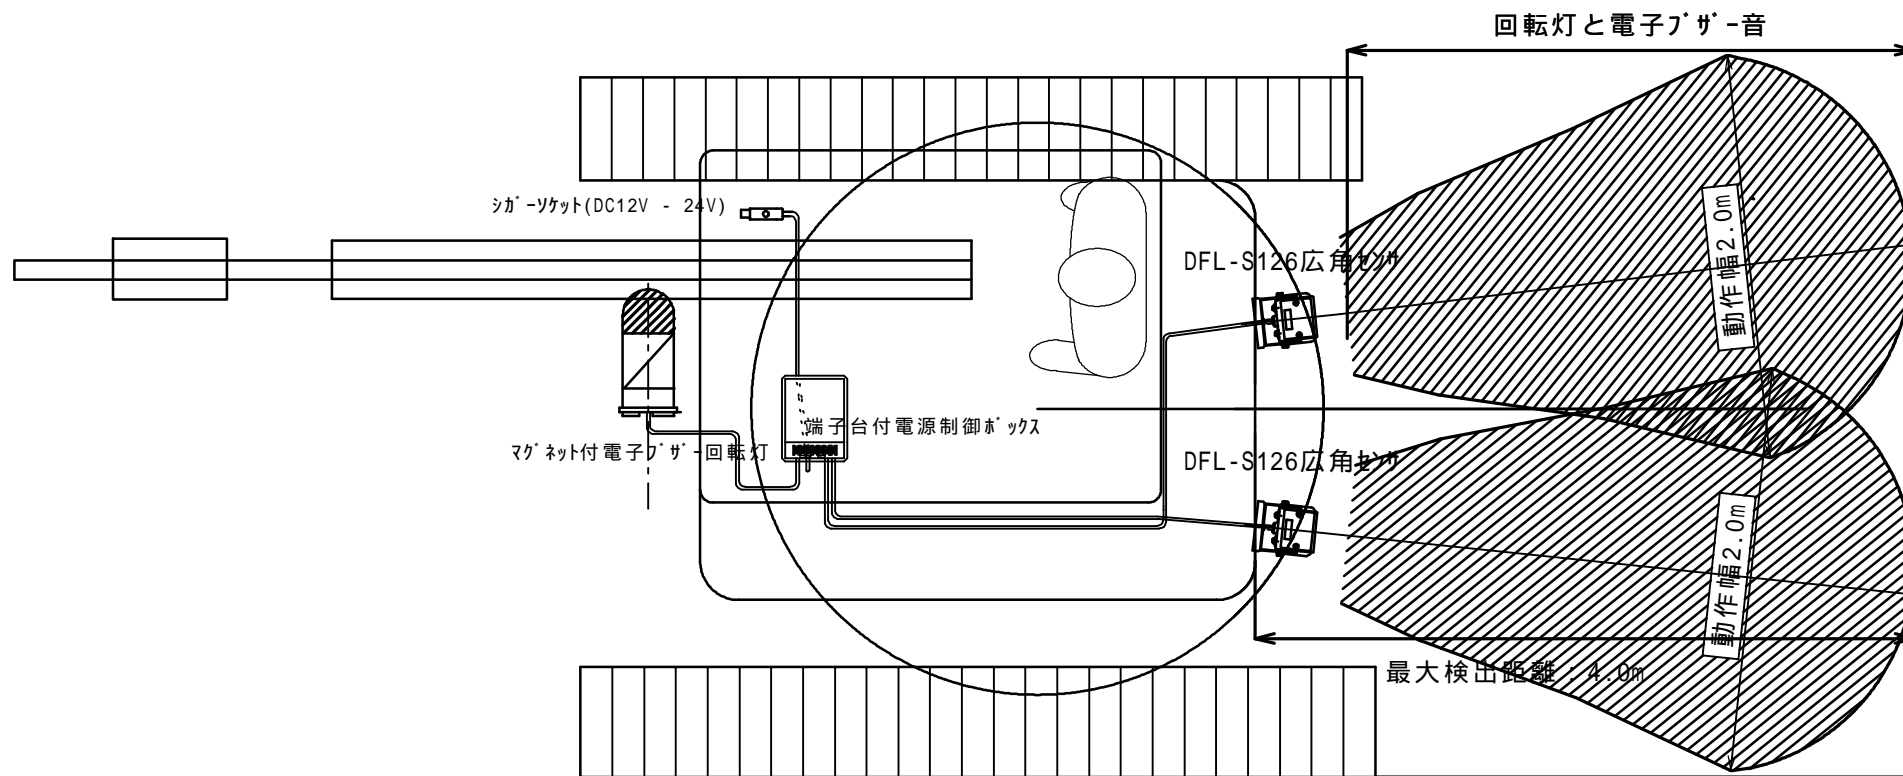 回転灯と電子ﾌﾞｻﾞｰ音
ｼｶﾞｰｿｹｯﾄ(DC12V - 24V)
動作幅2.0m
DFL-S126広角ｾﾝｻ
端子台付電源制御ﾎﾞｯｸｽ
ﾏｸﾞﾈｯﾄ付電子ﾌﾞｻﾞｰ回転灯
DFL-S126広角ｾﾝｻ
動作幅2.0m
最大検出距離：4.0m